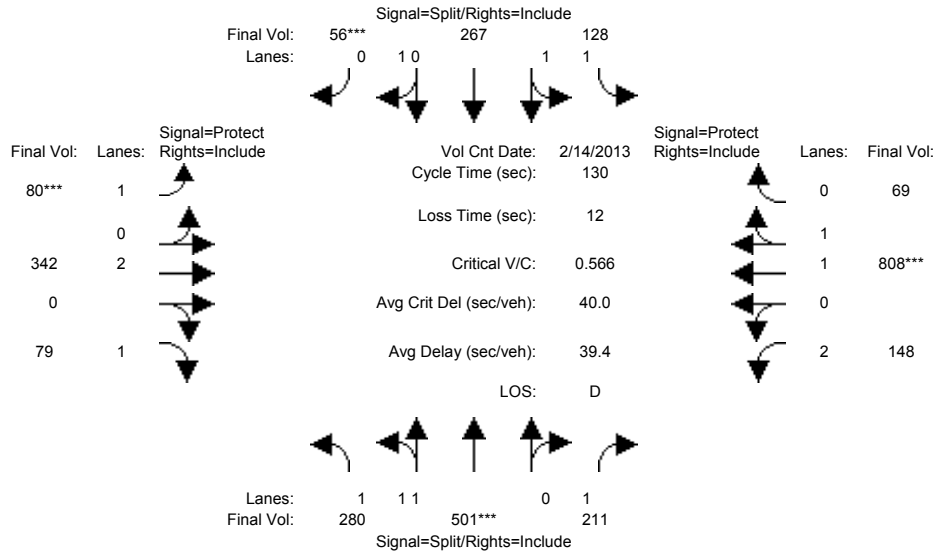 Signal=Split/Rights=Include
Final Vol: 56*** 267 128
Lanes: 0 1 0 1 1
Signal=Protect Signal=Protect
Final Vol: Lanes: Rights=Include Vol Cnt Date: 2/14/2013 Rights=Include Lanes: Final Vol:
Cycle Time (sec): 130
80*** 1 0 69
Loss Time (sec): 12
0 1
342 2 Critical V/C: 0.566 1 808***
0 Avg Crit Del (sec/veh): 40.0 0
79 1 Avg Delay (sec/veh): 39.4 2 148
LOS: D
Lanes: 1 1 1 0 1
Final Vol: 280 501*** 211
Signal=Split/Rights=Include